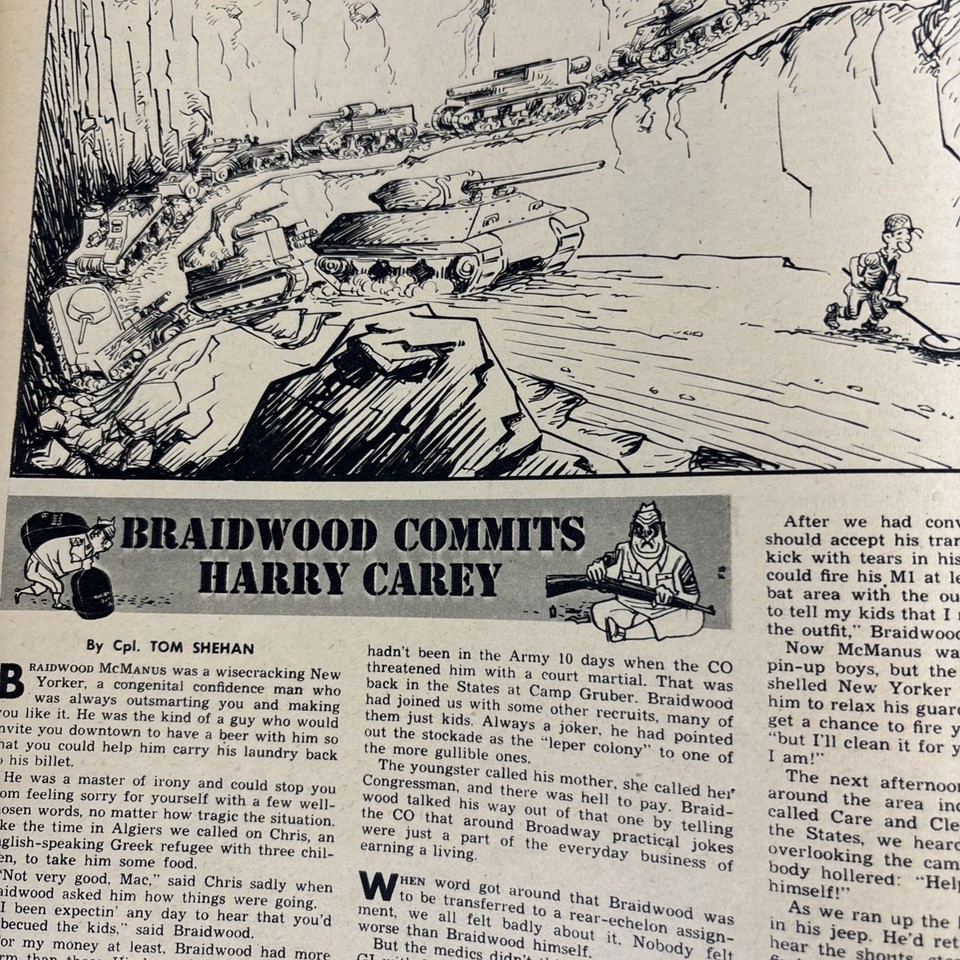 BRAIDWOOD COMMITS
HARRY CAREY
FB
By Cpl. TOM SHEHAN
BRAIDWOOD MCMANUS was a wisecracking New
Yorker, a congenital confidence man who
was always outsmarting you and making
you like it. He was the kind of a guy who would
nvite you downtown to have a beer with him so
hat you could help him carry his laundry back
o his billet.
He was a master of irony and could stop you
om feeling sorry for yourself with a few well-
hosen words, no matter how tragic the situation.
ke the time in Algiers we called on Chris, an
nglish-speaking Greek refugee with three chil-
en, to take him some food.
"Not very good, Mac," said Chris sadly when
aidwood asked him how things were going.
I been expectin' any day to hear that you'd
becued the kids," said Braidwood.
or my money at least, Braidwood had more
hadn't been in the Army 10 days when the CO
threatened him with a court martial. That was
back in the States at Camp Gruber. Braidwood
had joined us with some other recruits, many of
them just kids. Always a joker, he had pointed
out the stockade as the "leper colony" to one of
the more gullible ones.
The youngster called his mother, she called her
Congressman, and there was hell to pay. Braid-
wood talked his way out of that one by telling
the CO that around Broadway practical jokes
were just a part of the everyday business of
earning a living.
WHEN word got around that Braidwood was
to be transferred to a rear-echelon assign-
ment, we all felt badly about it. Nobody felt
worse than Braidwood himself.
But the medics didn't
After we had conv
should accept his tran
kick with tears in his
could fire his M1 at le
bat area with the ou
to tell my kids that I r
the outfit," Braidwood
Now McManus wa
pin-up boys, but the
shelled New Yorker
him to relax his guard
get a chance to fire y
"but I'll clean it for y
I am!"
The next afternoon
around the area inc
called Care and Cle
the States, we heard
overlooking the cam
body hollered: "Help
himself!"
As we ran up the h
in his jeep. He'd ret
hear the shouts